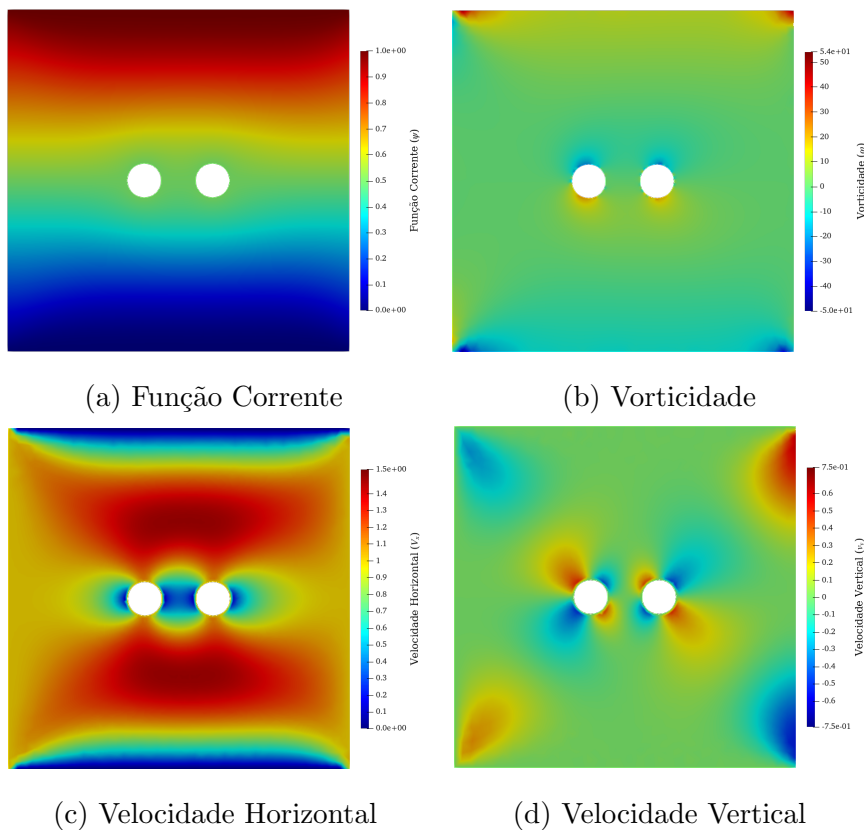 1.0e+00
0.9
0.8
0.7
0.6
0.5
0.4
0.3
0.2
0.1
0.0e+00
Função Corrente (ψ)
5.4e+01
50
40
30
20
10
0
-10
-20
-30
40
-5.0e+01
Vorticidade (ω)
(a) Função Corrente
(b) Vorticidade
1.5e+00
1.4
1.3
1.2
1.1
1
0.9
0.8
0.7
0.6
0.5
0.4
0.3
0.2
0.1
0.0e+00
Velocidade Horizontal
7.5e-01
0.6
0.5
0.4
0.3
0.2
0.1
0
-0.1
-0.2
-0.3
-0.4
-0.5
-0.6
-7.5e-01
Velocidade Vertical
(c) Velocidade Horizontal
(d) Velocidade Vertical